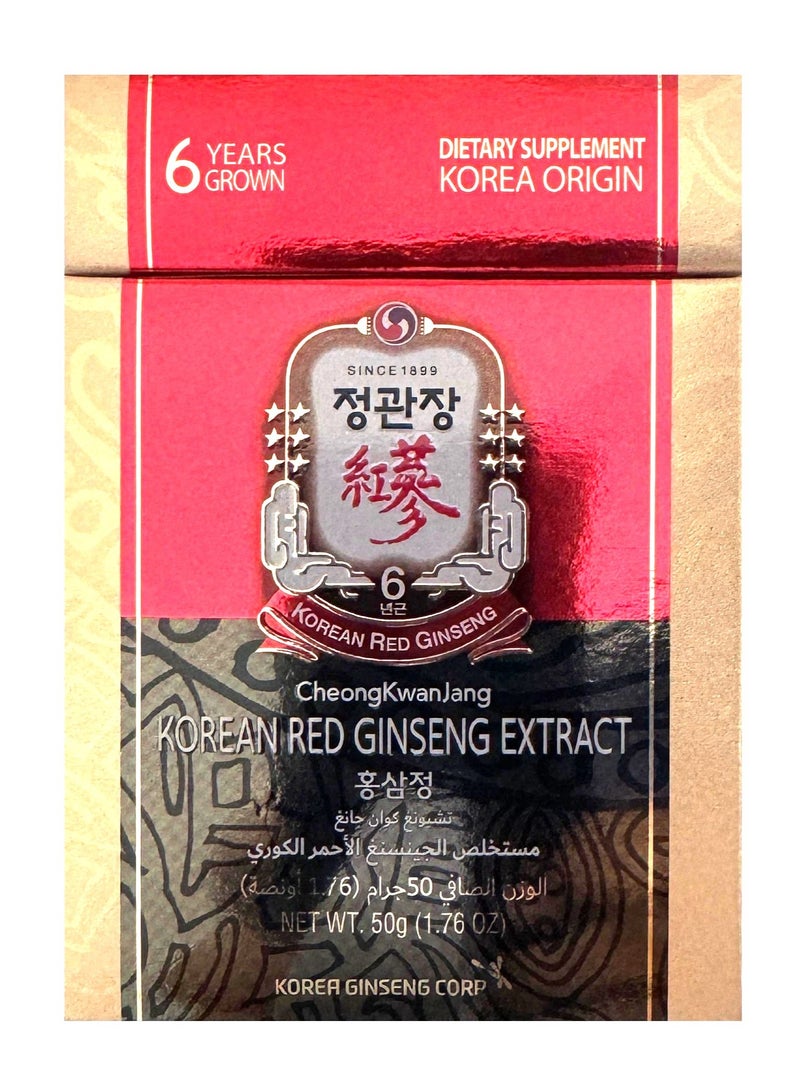 6 YEARS GROWN
DIETARY SUPPLEMENT
KOREA ORIGIN
SINCE 1899
정관장
紅蔘
6
년근
KOREAN RED GINSENG
CheongKwanJang
KOREAN RED GINSENG EXTRACT
홍삼정
تشيونغ كوان جانغ
مستخلص الجينسنغ الأحمر الكوري
الوزن الصافي 50جرام (1.76 أونصة)
NET WT. 50g (1.76 OZ)
KOREA GINSENG CORP